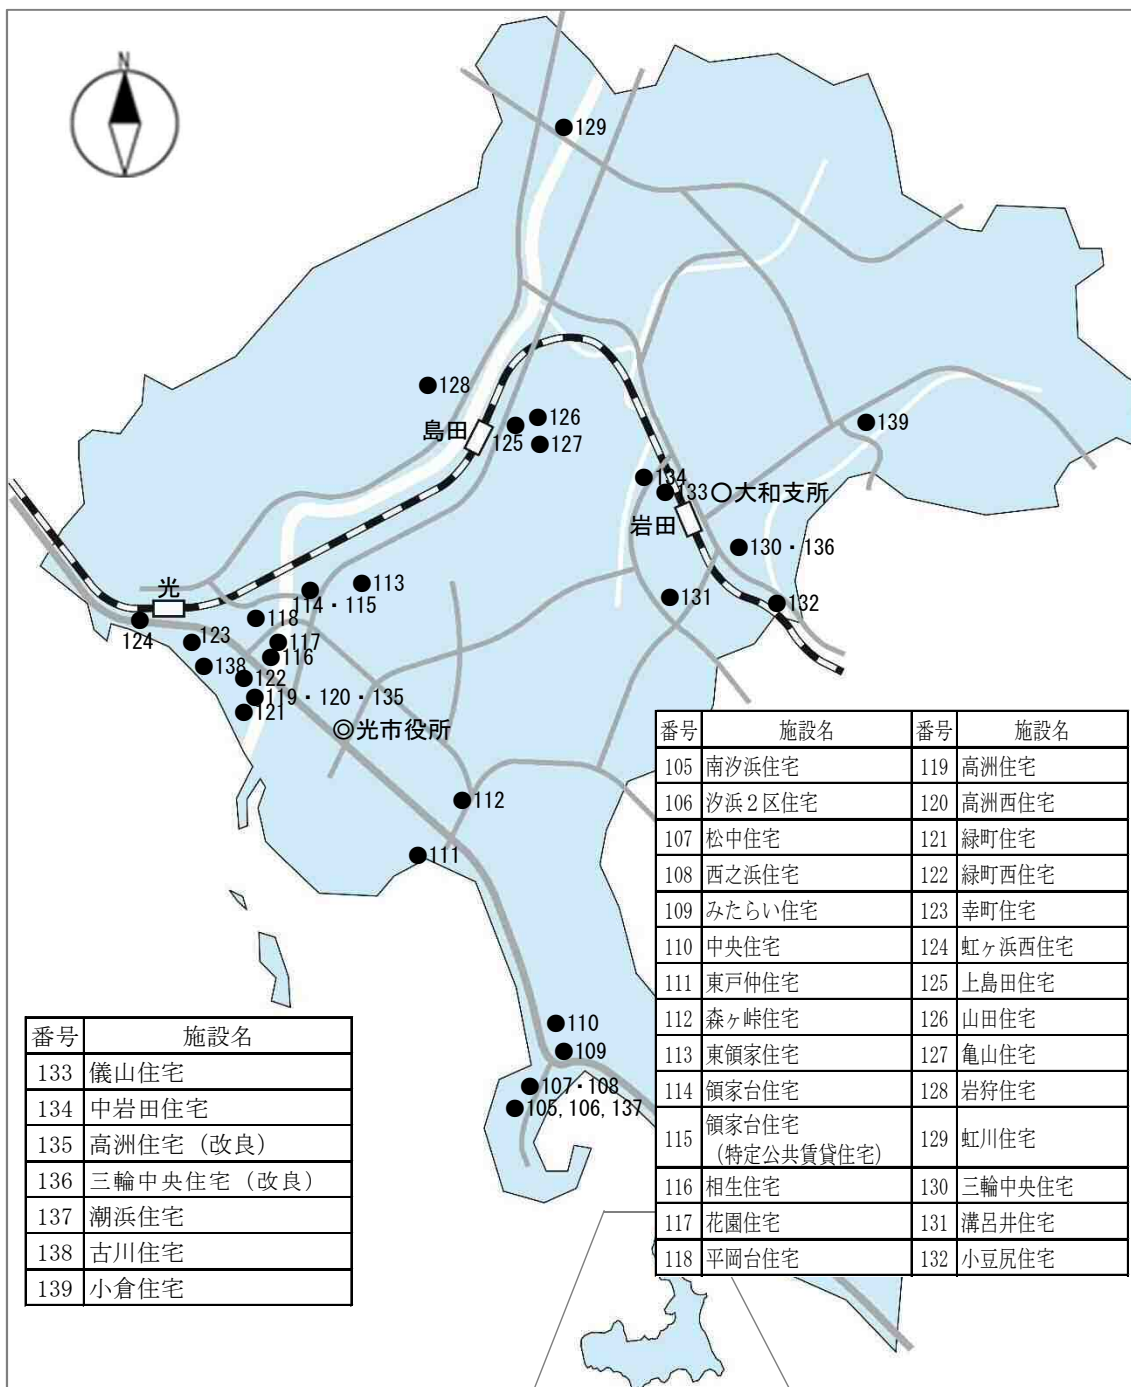 N
129
128
島田
126
125
127
139
134
133
大和支所
岩田
130・136
113
光
114・115
131
132
118
124
123
117
116
138
122
119・120・135
121
光市役所
112
111
110
109
107・108
105, 106, 137
番号 施設名 番号 施設名
105 南汐浜住宅 119 高洲住宅
106 汐浜２区住宅 120 高洲西住宅
107 松中住宅 121 緑町住宅
108 西之浜住宅 122 緑町西住宅
109 みたらい住宅 123 幸町住宅
110 中央住宅 124 虹ヶ浜西住宅
111 東戸仲住宅 125 上島田住宅
112 森ヶ峠住宅 126 山田住宅
113 東領家住宅 127 亀山住宅
114 領家台住宅 128 岩狩住宅
115 領家台住宅
（特定公共賃貸住宅） 129 虹川住宅
116 相生住宅 130 三輪中央住宅
117 花園住宅 131 溝呂井住宅
118 平岡台住宅 132 小豆尻住宅
番号 施設名
133 儀山住宅
134 中岩田住宅
135 高洲住宅（改良）
136 三輪中央住宅（改良）
137 潮浜住宅
138 古川住宅
139 小倉住宅